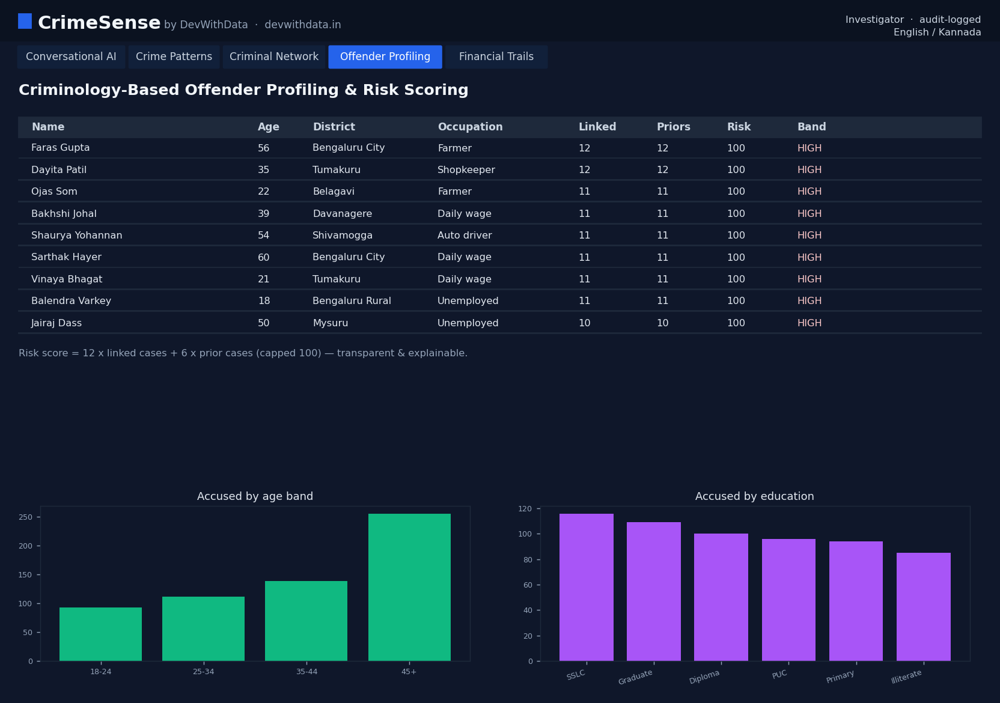 CrimeSense by DevWithData · devwithdata.in
Investigator · audit-logged
English / Kannada
Conversational AI Crime Patterns Criminal Network Offender Profiling Financial Trails
Criminology-Based Offender Profiling & Risk Scoring
Name Age District Occupation Linked Priors Risk Band
Faras Gupta 56 Bengaluru City Farmer 12 12 100 HIGH
Dayita Patil 35 Tumakuru Shopkeeper 12 12 100 HIGH
Ojas Som 22 Belagavi Farmer 11 11 100 HIGH
Bakhshi Johal 39 Davanagere Daily wage 11 11 100 HIGH
Shaurya Yohannan 54 Shivamogga Auto driver 11 11 100 HIGH
Sarthak Hayer 60 Bengaluru City Daily wage 11 11 100 HIGH
Vinaya Bhagat 21 Tumakuru Daily wage 11 11 100 HIGH
Balendra Varkey 18 Bengaluru Rural Unemployed 11 11 100 HIGH
Jairaj Dass 50 Mysuru Unemployed 10 10 100 HIGH
Risk score = 12 x linked cases + 6 x prior cases (capped 100) — transparent & explainable.
Accused by age band
250
200
150
100
50
0
18-24 25-34 35-44 45+
Accused by education
120
100
80
60
40
20
0
SSLC Graduate Diploma PUC Primary Illiterate